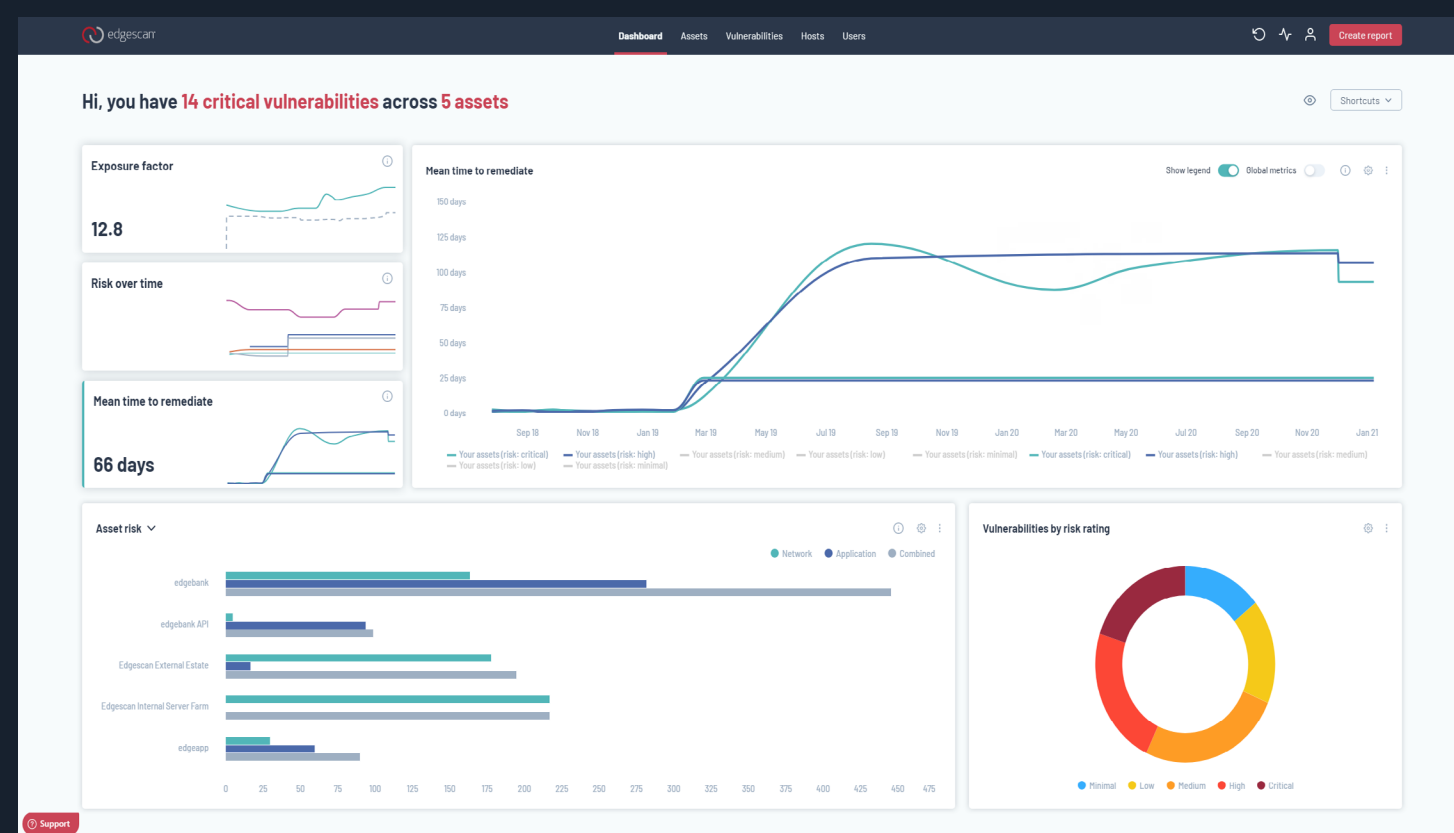 edgescan
Dashboard Assets Vulnerabilities Hosts Users
Create report
Hi, you have 14 critical vulnerabilities across 5 assets
Shortcuts
Exposure factor
12.8
Risk over time
Mean time to remediate
66 days
Mean time to remediate
Show legend Global metrics
150 days
125 days
100 days
75 days
50 days
25 days
0 days
Sep 18 Nov 18 Jan 19 Mar 19 May 19 Jul 19 Sep 19 Nov 19 Jan 20 Mar 20 May 20 Jul 20 Sep 20 Nov 20 Jan 21
Your assets (risk: critical) Your assets (risk: high) Your assets (risk: medium) Your assets (risk: low) Your assets (risk: minimal) Your assets (risk: critical) Your assets (risk: high) Your assets (risk: medium)
Your assets (risk: low) Your assets (risk: minimal)
Asset risk
Network Application Combined
edgebank
edgebank API
Edgescan External Estate
Edgescan Internal Server Farm
edgeapp
0 25 50 75 100 125 150 175 200 225 250 275 300 325 350 375 400 425 450 475
Vulnerabilities by risk rating
Minimal Low Medium High Critical
Support